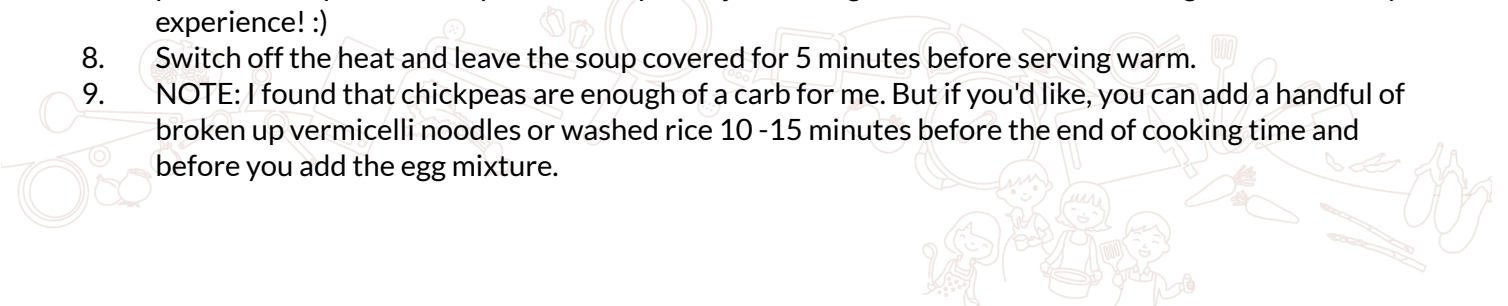 experience! :)
8. Switch off the heat and leave the soup covered for 5 minutes before serving warm.
9. NOTE: I found that chickpeas are enough of a carb for me. But if you'd like, you can add a handful of
broken up vermicelli noodles or washed rice 10 -15 minutes before the end of cooking time and
before you add the egg mixture.